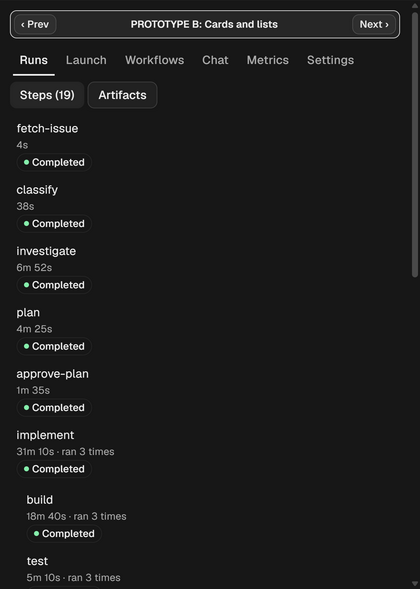 ‹ Prev
PROTOTYPE B: Cards and lists
Next ›
Runs Launch Workflows Chat Metrics Settings
Steps (19) Artifacts
fetch-issue
4s
Completed
classify
38s
Completed
investigate
6m 52s
Completed
plan
4m 25s
Completed
approve-plan
1m 35s
Completed
implement
31m 10s · ran 3 times
Completed
build
18m 40s · ran 3 times
Completed
test
5m 10s · ran 3 times